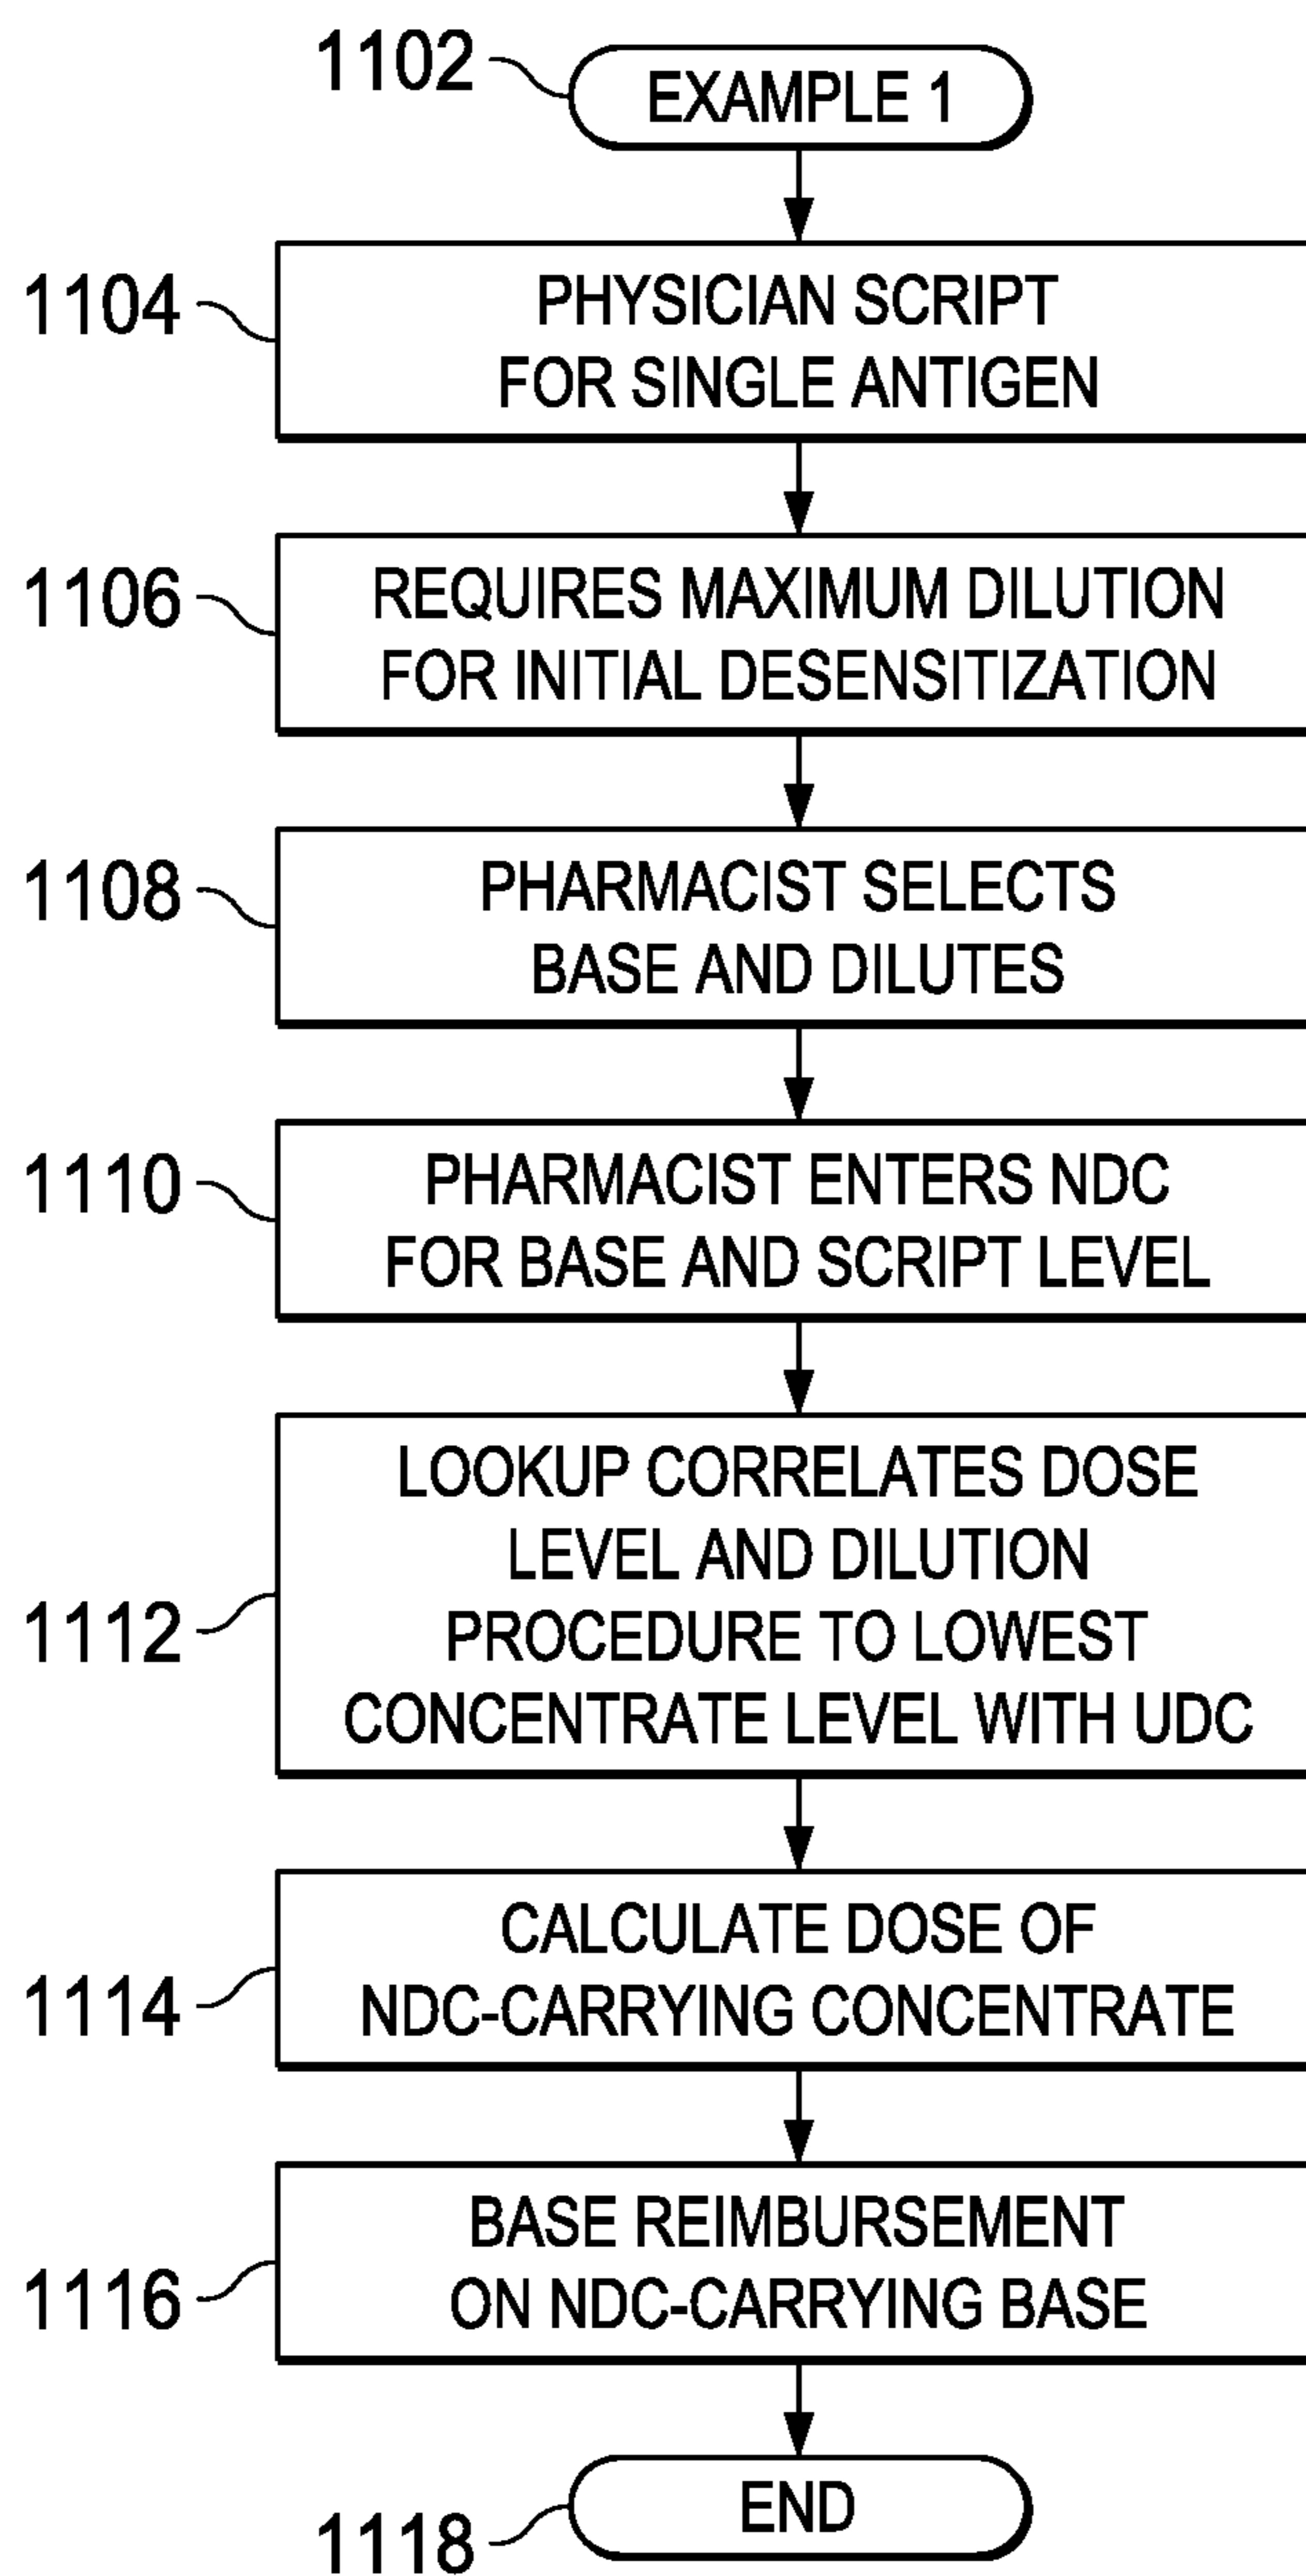 1102
EXAMPLE 1
1104
PHYSICIAN SCRIPT
FOR SINGLE ANTIGEN
1106
REQUIRES MAXIMUM DILUTION
FOR INITIAL DESENSITIZATION
1108
PHARMACIST SELECTS
BASE AND DILUTES
1110
PHARMACIST ENTERS NDC
FOR BASE AND SCRIPT LEVEL
1112
LOOKUP CORRELATES DOSE
LEVEL AND DILUTION
PROCEDURE TO LOWEST
CONCENTRATE LEVEL WITH UDC
1114
CALCULATE DOSE OF
NDC-CARRYING CONCENTRATE
1116
BASE REIMBURSEMENT
ON NDC-CARRYING BASE
1118
END